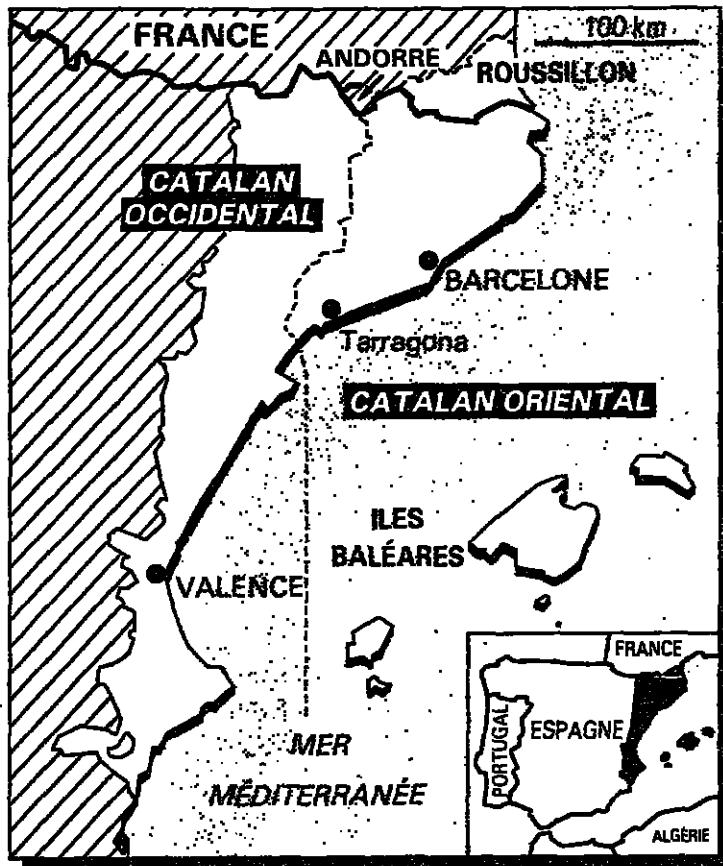 FRANCE
100 km
ANDORRE
ROUSSILLON
CATALAN
OCCIDENTAL
BARCELONE
Tarragona
CATALAN ORIENTAL
ILES
BALÉARES
VALENCE
MER
MÉDITERRANÉE
FRANCE
PORTUGAL
ESPAGNE
ALGÉRIE